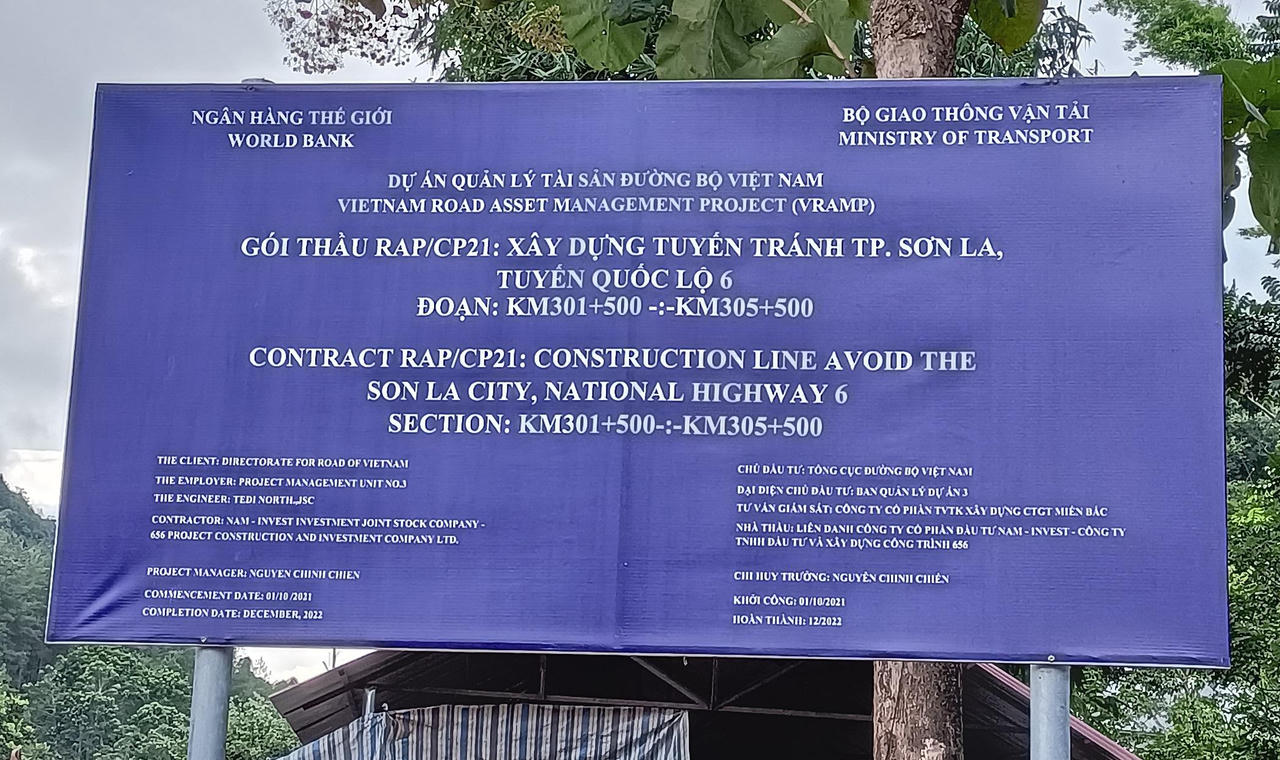 NGÂN HÀNG THẾ GIỚI
WORLD BANK
BỘ GIAO THÔNG VẬN TẢI
MINISTRY OF TRANSPORT
DỰ ÁN QUẢN LÝ TÀI SẢN ĐƯỜNG BỘ VIỆT NAM
VIETNAM ROAD ASSET MANAGEMENT PROJECT (VRAMP)
GÓI THẦU RAP/CP21: XÂY DỰNG TUYẾN TRÁNH TP. SƠN LA,
TUYẾN QUỐC LỘ 6
ĐOẠN: KM301+500 -:-KM305+500
CONTRACT RAP/CP21: CONSTRUCTION LINE AVOID THE
SON LA CITY, NATIONAL HIGHWAY 6
SECTION: KM301+500-:-KM305+500
THE CLIENT: DIRECTORATE FOR ROAD OF VIETNAM
THE EMPLOYER: PROJECT MANAGEMENT UNIT NO.3
THE ENGINEER: TEDI NORTH.,JSC
CONTRACTOR: NAM - INVEST INVESTMENT JOINT STOCK COMPANY -
656 PROJECT CONSTRUCTION AND INVESTMENT COMPANY LTD.
PROJECT MANAGER: NGUYEN CHINH CHIEN
COMMENCEMENT DATE: 01/10 /2021
COMPLETION DATE: DECEMBER, 2022
CHỦ ĐẦU TƯ: TỔNG CỤC ĐƯỜNG BỘ VIỆT NAM
ĐẠI DIỆN CHỦ ĐẦU TƯ: BAN QUẢN LÝ DỰ ÁN 3
TƯ VẤN GIÁM SÁT: CÔNG TY CỔ PHẦN TVTK XÂY DỰNG CTGT MIỀN BẮC
NHÀ THẦU: LIÊN DANH CÔNG TY CỔ PHẦN ĐẦU TƯ NAM - INVEST - CÔNG TY
TNHH ĐẦU TƯ VÀ XÂY DỰNG CÔNG TRÌNH 656
CHỈ HUY TRƯỞNG: NGUYỄN CHINH CHIẾN
KHỞI CÔNG: 01/10/2021
HOÀN THÀNH: 12/2022